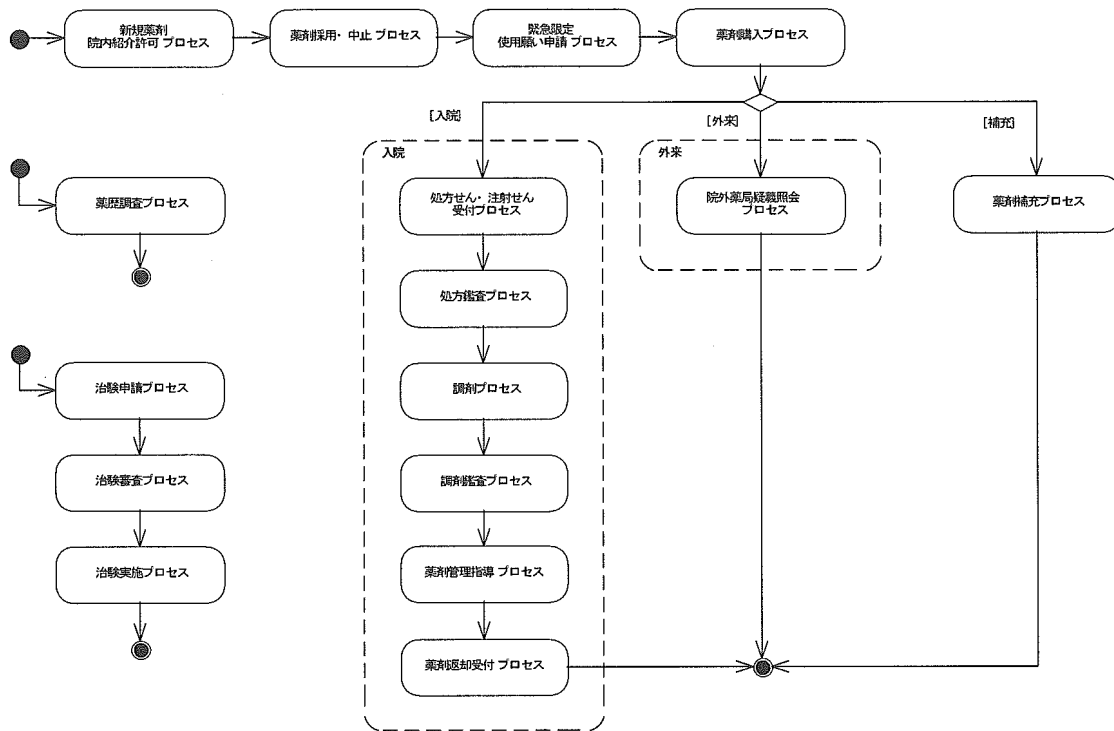 新規薬剤
院内紹介許可 プロセス
薬剤採用・中止 プロセス
緊急限定
使用願い申請 プロセス
薬剤購入プロセス
[入院]
[外来]
[補充]
入院
外来
薬歴調査プロセス
処方せん・注射せん
受付プロセス
院外薬局疑義照会
プロセス
薬剤補充プロセス
処方鑑査プロセス
治験申請プロセス
調剤プロセス
治験審査プロセス
調剤鑑査プロセス
治験実施プロセス
薬剤管理指導 プロセス
薬剤返却受付 プロセス